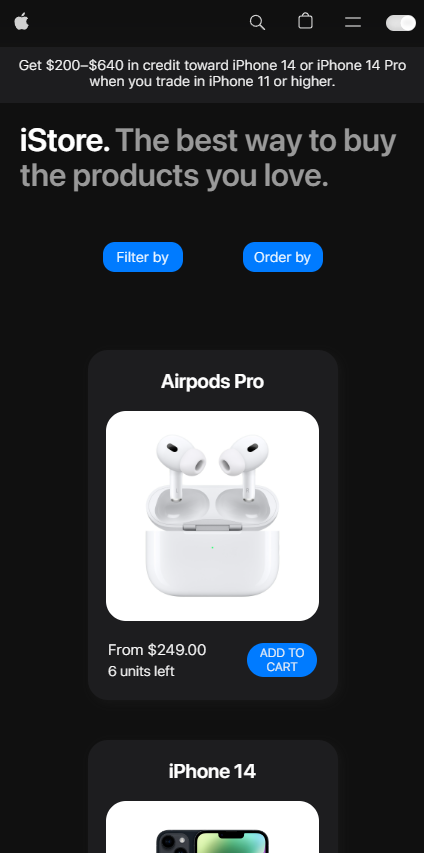 Get $200–$640 in credit toward iPhone 14 or iPhone 14 Pro
when you trade in iPhone 11 or higher.
iStore. The best way to buy
the products you love.
Filter by
Order by
Airpods Pro
From $249.00
6 units left
ADD TO
CART
iPhone 14